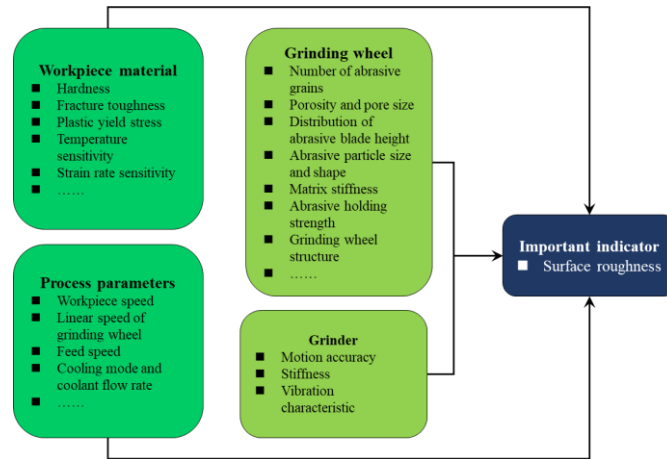 Workpiece material
■ Hardness
■ Fracture toughness
■ Plastic yield stress
■ Temperature
sensitivity
■ Strain rate sensitivity
■ ……
Process parameters
■ Workpiece speed
■ Linear speed of
grinding wheel
■ Feed speed
■ Cooling mode and
coolant flow rate
■ ……
Grinding wheel
■ Number of abrasive
grains
■ Porosity and pore size
■ Distribution of
abrasive blade height
■ Abrasive particle size
and shape
■ Matrix stiffness
■ Abrasive holding
strength
■ Grinding wheel
structure
■ ……
Grinder
■ Motion accuracy
■ Stiffness
■ Vibration
characteristic
Important indicator
■ Surface roughness